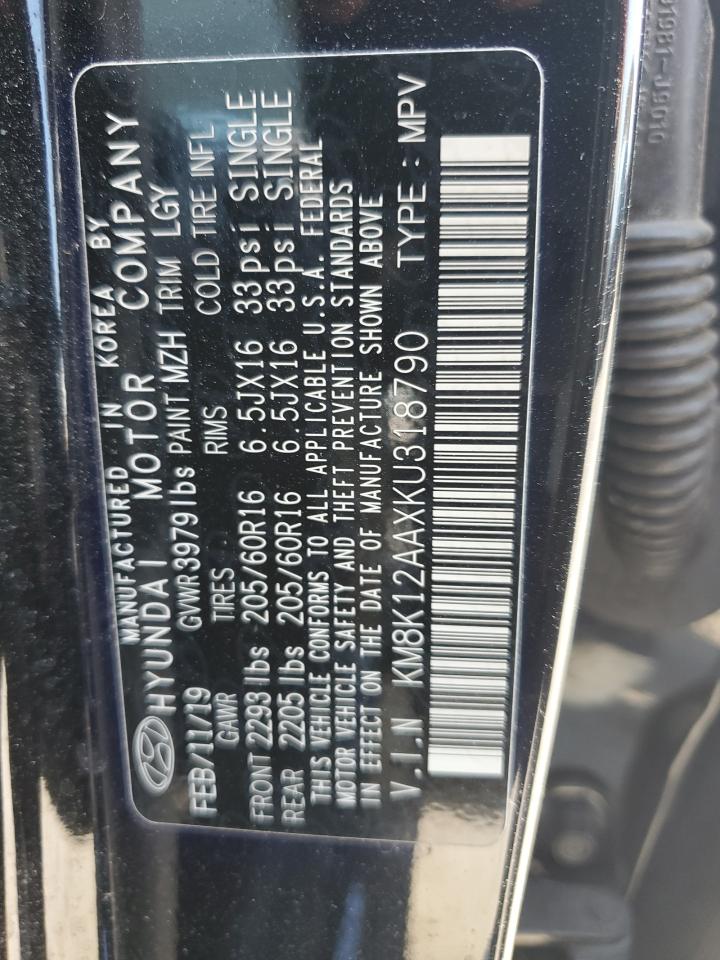 MANUFACTURED IN KOREA BY
HYUNDAI MOTOR COMPANY
FEB/11/19 GVWR 3979lbs PAINT MZH TRIM LGY
GAWR TIRES RIMS COLD TIRE INFL
FRONT 2293 lbs 205/60R16 6.5JX16 33psi SINGLE
REAR 2205 lbs 205/60R16 6.5JX16 33psi SINGLE
THIS VEHICLE CONFORMS TO ALL APPLICABLE U.S.A. FEDERAL
MOTOR VEHICLE SAFETY AND THEFT PREVENTION STANDARDS
IN EFFECT ON THE DATE OF MANUFACTURE SHOWN ABOVE
V.I.N KM8K12AAXKU318790 TYPE : MPV